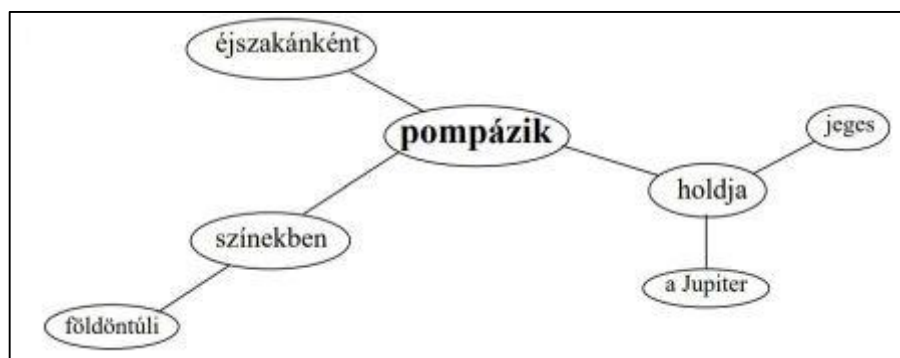 éjszakánként
pompázik
jeges
holdja
színekben
a Jupiter
földöntúli